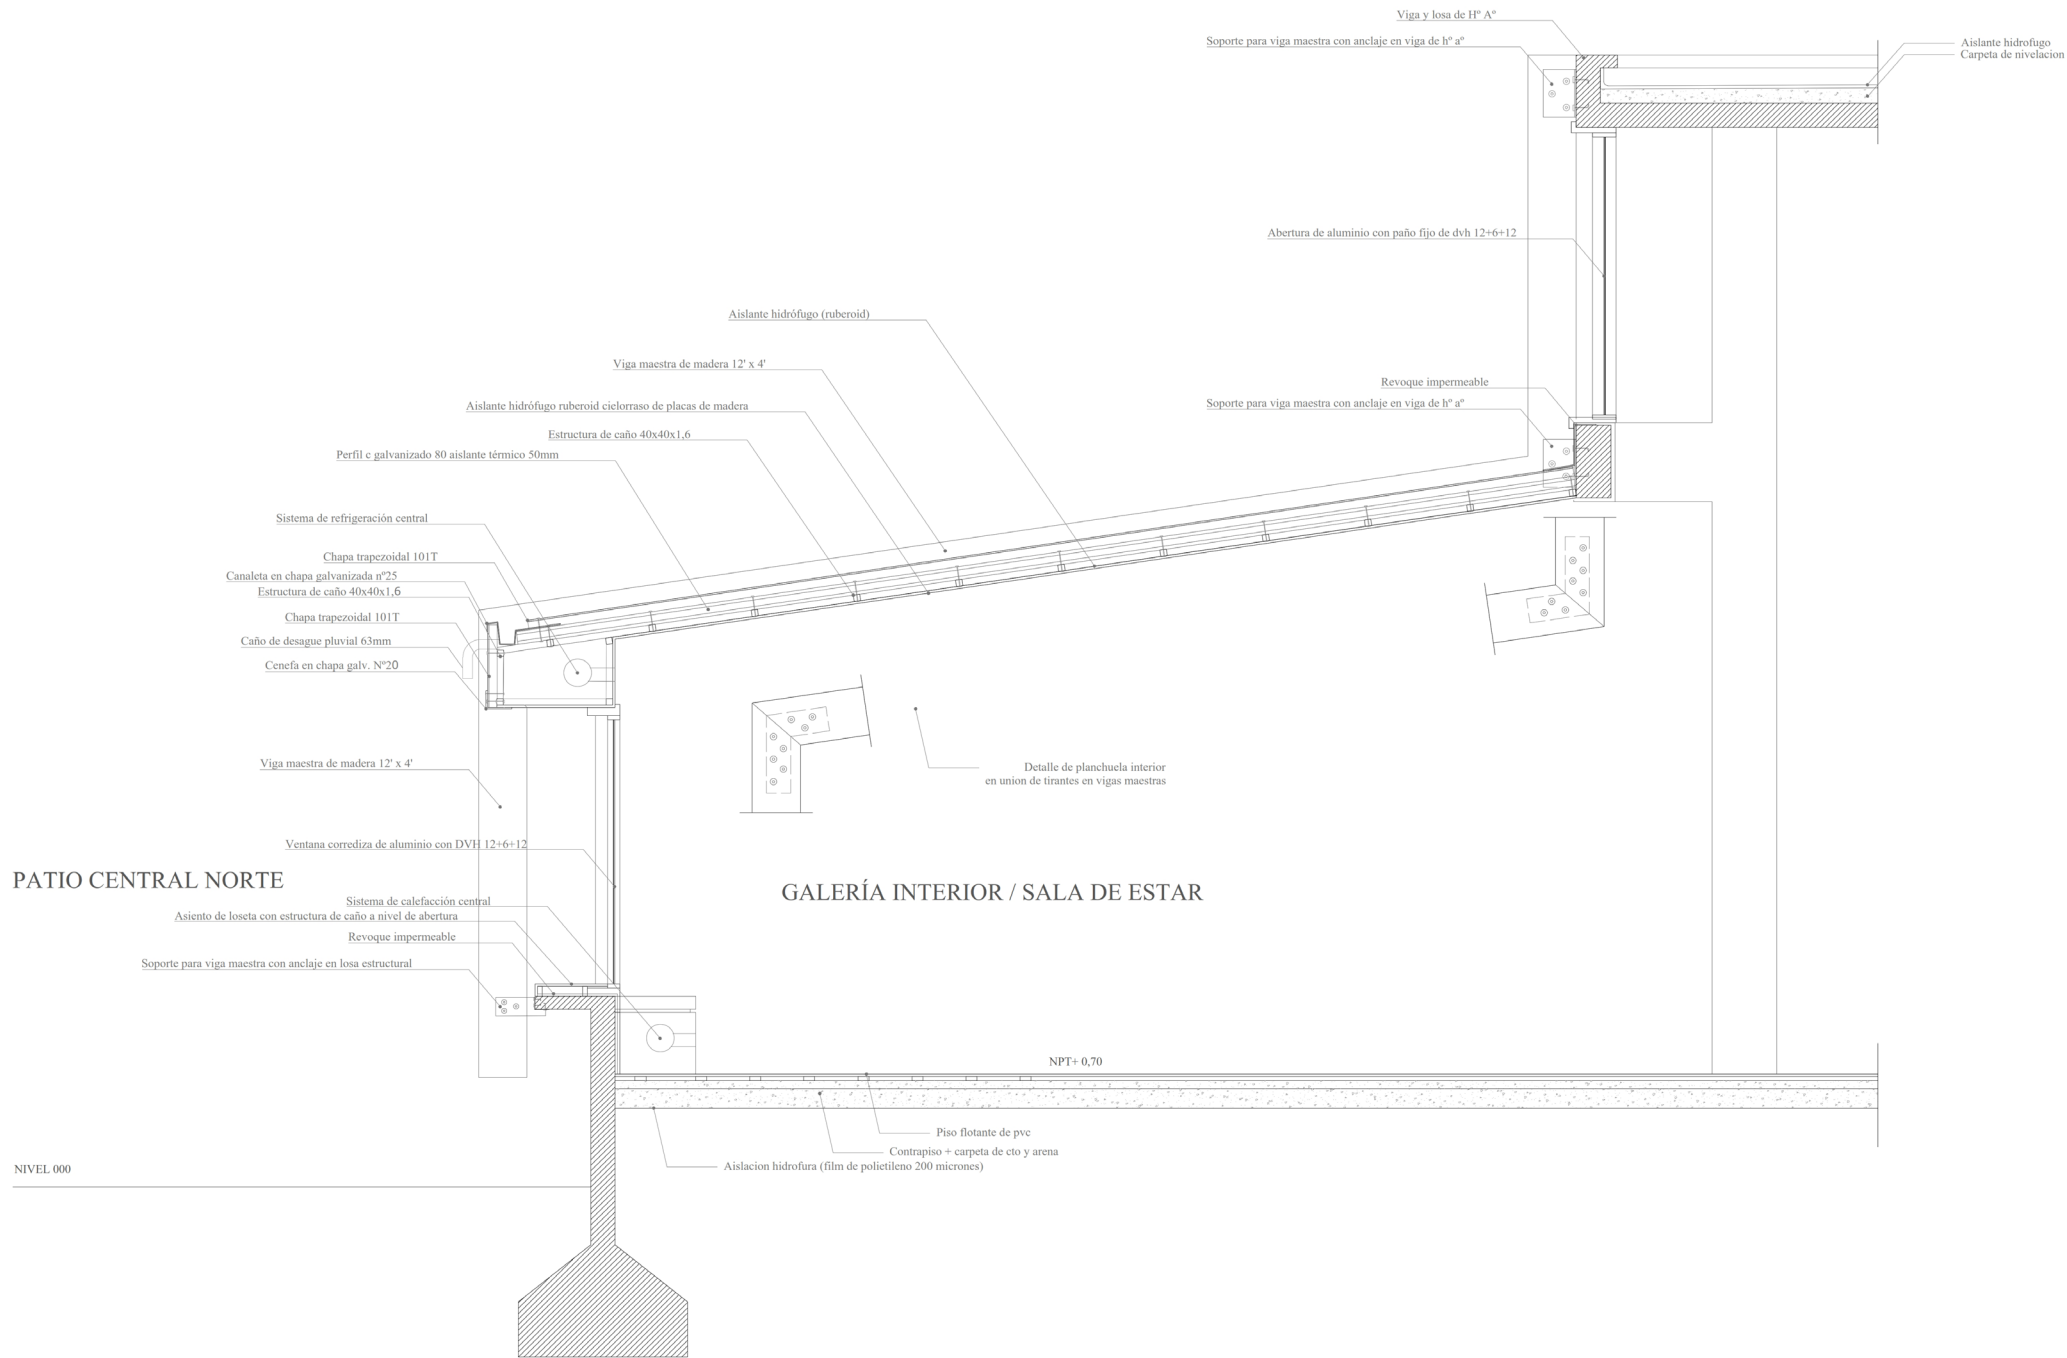 Viga y losa de Hº Aº
Soporte para viga maestra con anclaje en viga de hº aº
Aislante hidrofugo
Carpeta de nivelacion
Abertura de aluminio con paño fijo de dvh 12+6+12
Aislante hidrófugo (ruberoid)
Viga maestra de madera 12' x 4'
Revoque impermeable
Aislante hidrófugo ruberoid cielorraso de placas de madera
Soporte para viga maestra con anclaje en viga de hº aº
Estructura de caño 40x40x1,6
Perfil c galvanizado 80 aislante térmico 50mm
Sistema de refrigeración central
Chapa trapezoidal 101T
Canaleta en chapa galvanizada nº25
Estructura de caño 40x40x1,6
Chapa trapezoidal 101T
Caño de desague pluvial 63mm
Cenefa en chapa galv. Nº20
Viga maestra de madera 12' x 4'
Detalle de planchuela interior
en union de tirantes en vigas maestras
Ventana corrediza de aluminio con DVH 12+6+12
PATIO CENTRAL NORTE
GALERÍA INTERIOR / SALA DE ESTAR
Sistema de calefacción central
Asiento de loseta con estructura de caño a nivel de abertura
Revoque impermeable
Soporte para viga maestra con anclaje en losa estructural
NPT+ 0,70
Piso flotante de pvc
Contrapiso + carpeta de cto y arena
Aislacion hidrofura (film de polietileno 200 micrones)
NIVEL 000